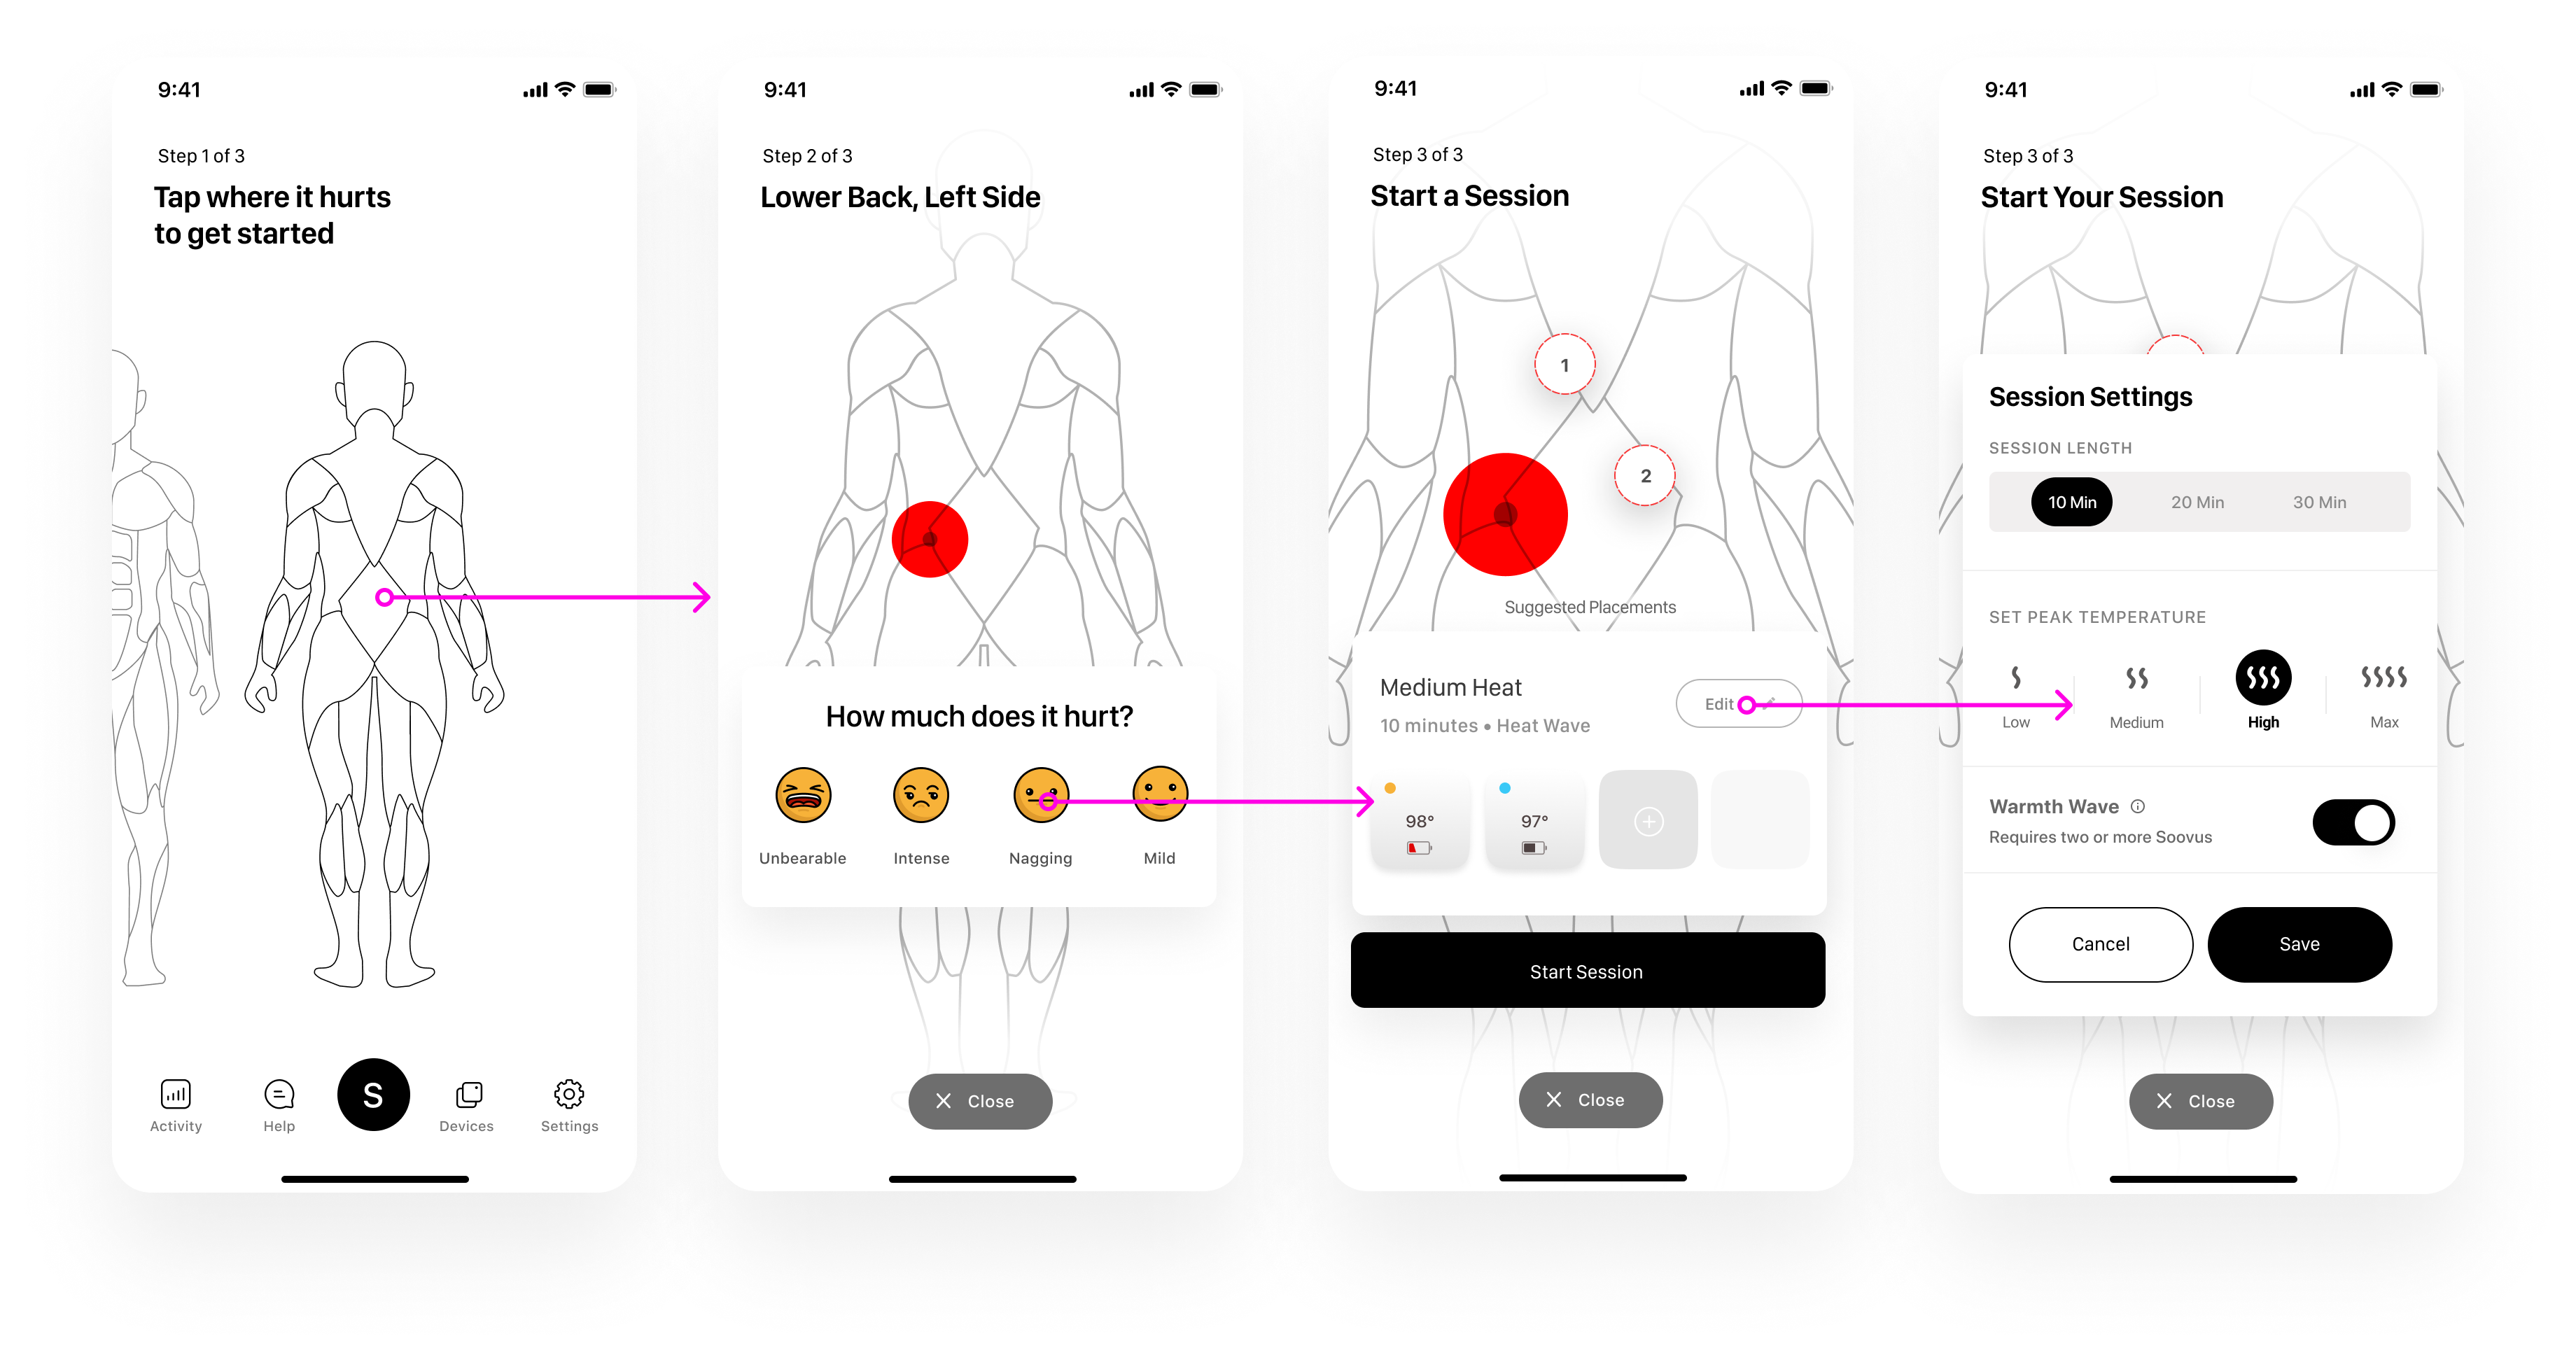 9:41
Step 1 of 3
Tap where it hurts
to get started
S
Activity
Help
Devices
Settings
9:41
Step 2 of 3
Lower Back, Left Side
How much does it hurt?
Unbearable
Intense
Nagging
Mild
Close
9:41
Step 3 of 3
Start a Session
1
2
Suggested Placements
Medium Heat
Edit
10 minutes • Heat Wave
98°
97°
Start Session
Close
9:41
Step 3 of 3
Start Your Session
Session Settings
SESSION LENGTH
10 Min
20 Min
30 Min
SET PEAK TEMPERATURE
Low
Medium
High
Max
Warmth Wave
Requires two or more Soovus
Cancel
Save
Close